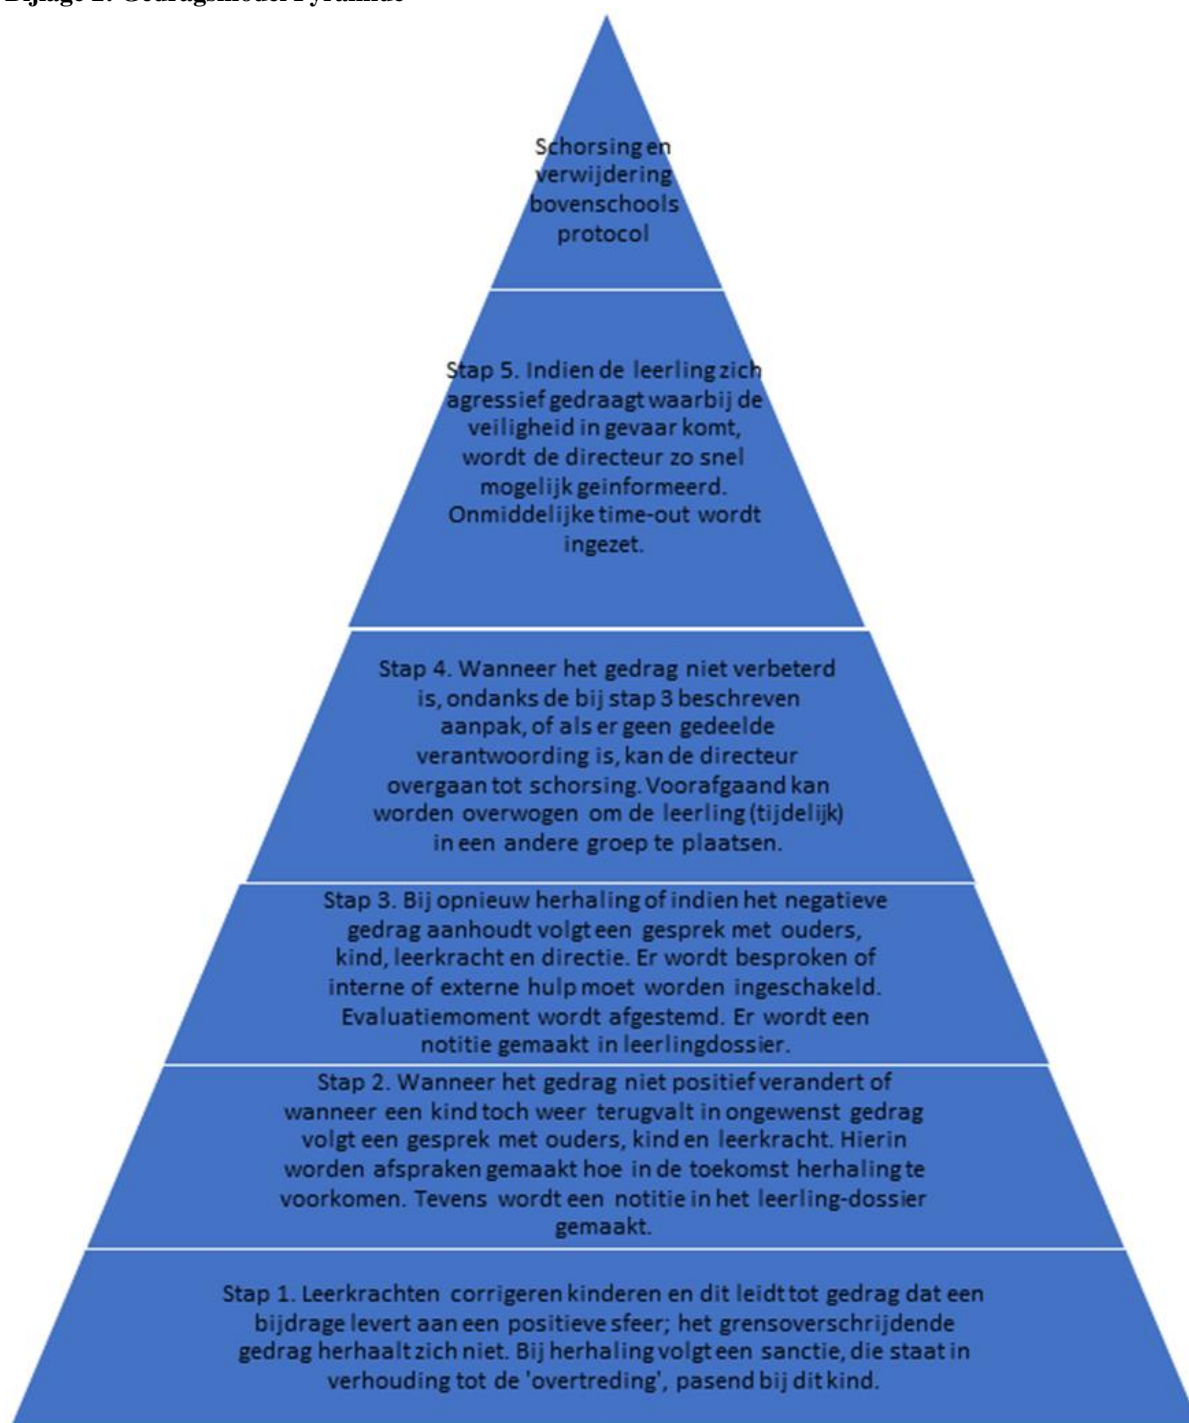 Schorsing en
verwijdering
bovenschools
protocol
Stap 5. Indien de leerling zich
agressief gedraagt waarbij de
veiligheid in gevaar komt,
wordt de directeur zo snel
mogelijk geinformeerd.
Onmiddelijke time-out wordt
ingezet.
Stap 4. Wanneer het gedrag niet verbeterd
is, ondanks de bij stap 3 beschreven
aanpak, of als er geen gedeelde
verantwoording is, kan de directeur
overgaan tot schorsing. Voorafgaand kan
worden overwogen om de leerling (tijdelijk)
in een andere groep te plaatsen.
Stap 3. Bij opnieuw herhaling of indien het negatieve
gedrag aanhoudt volgt een gesprek met ouders,
kind, leerkracht en directie. Er wordt besproken of
interne of externe hulp moet worden ingeschakeld.
Evaluatiemoment wordt afgestemd. Er wordt een
notitie gemaakt in leerlingdossier.
Stap 2. Wanneer het gedrag niet positief verandert of
wanneer een kind toch weer terugvalt in ongewenst gedrag
volgt een gesprek met ouders, kind en leerkracht. Hierin
worden afspraken gemaakt hoe in de toekomst herhaling te
voorkomen. Tevens wordt een notitie in het leerling-dossier
gemaakt.
Stap 1. Leerkrachten corrigeren kinderen en dit leidt tot gedrag dat een
bijdrage levert aan een positieve sfeer; het grensoverschrijdende
gedrag herhaalt zich niet. Bij herhaling volgt een sanctie, die staat in
verhouding tot de 'overtreding', passend bij dit kind.